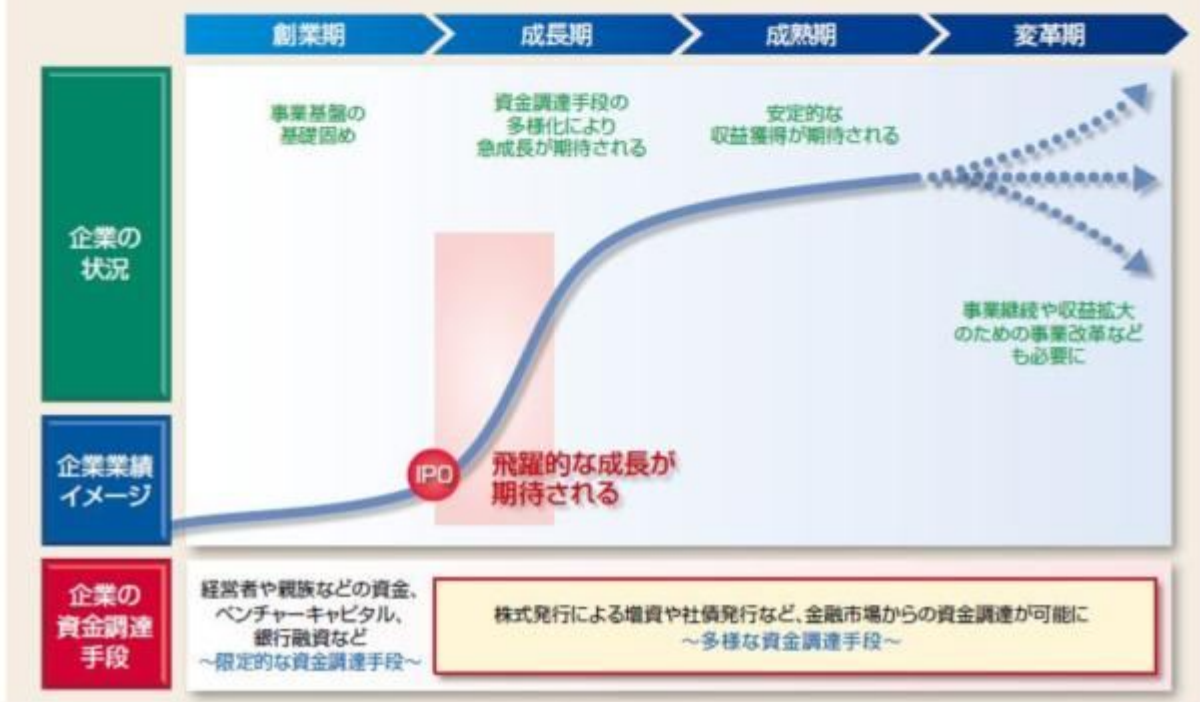 創業期
成長期
成熟期
変革期
企業の
状況
事業基盤の
基礎固め
資金調達手段の
多様化により
急成長が期待される
安定的な
収益獲得が期待される
事業継続や収益拡大
のための事業改革など
も必要に
企業業績
イメージ
IPO
飛躍的な成長が
期待される
企業の
資金調達
手段
経営者や親族などの資金、
ベンチャーキャピタル、
銀行融資など
~限定的な資金調達手段~
株式発行による増資や社債発行など、金融市場からの資金調達が可能に
~多様な資金調達手段~